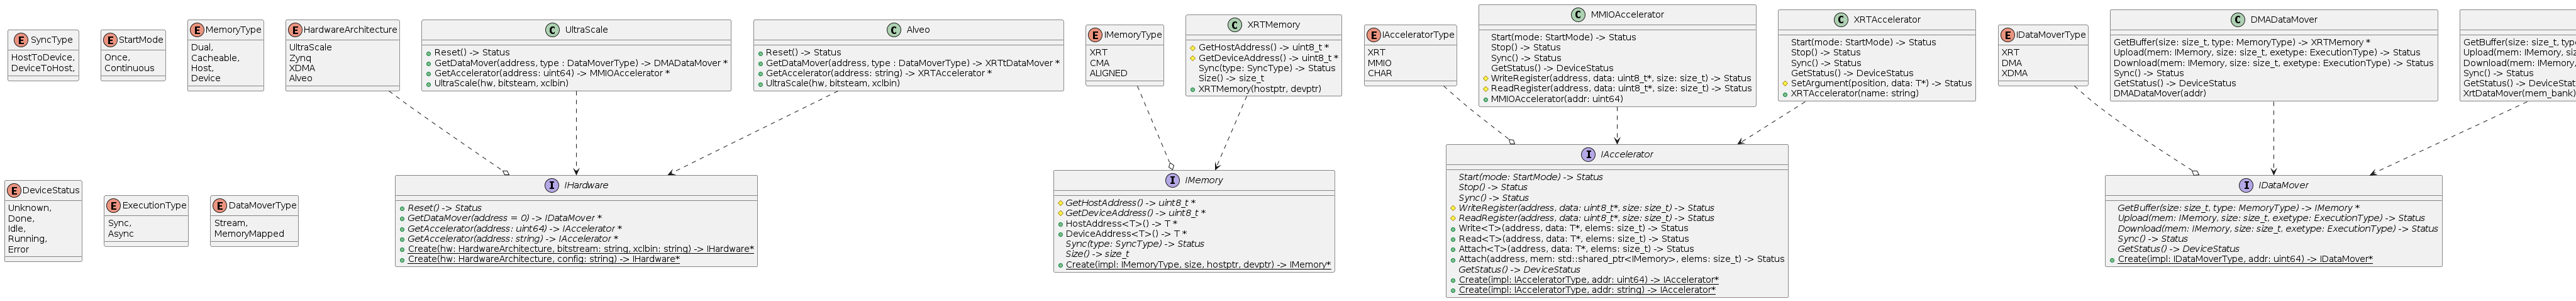 SyncType
HostToDevice,
DeviceToHost,
StartMode
Once,
Continuous
MemoryType
Dual,
Cacheable,
Host,
Device
HardwareArchitecture
UltraScale
Zynq
XDMA
Alveo
UltraScale
Reset() -> Status
GetDataMover(address, type : DataMoverType) -> DMADataMover *
GetAccelerator(address: uint64) -> MMIOAccelerator *
UltraScale(hw, bitsteam, xclbin)
Alveo
Reset() -> Status
GetDataMover(address, type : DataMoverType) -> XRTtDataMover *
GetAccelerator(address: string) -> XRTAccelerator *
UltraScale(hw, bitsteam, xclbin)
IMemoryType
XRT
CMA
ALIGNED
XRTMemory
GetHostAddress() -> uint8_t *
GetDeviceAddress() -> uint8_t *
Sync(type: SyncType) -> Status
Size() -> size_t
XRTMemory(hostptr, devptr)
IAcceleratorType
XRT
MMIO
CHAR
MMIOAccelerator
Start(mode: StartMode) -> Status
Stop() -> Status
Sync() -> Status
GetStatus() -> DeviceStatus
WriteRegister(address, data: uint8_t*, size: size_t) -> Status
ReadRegister(address, data: uint8_t*, size: size_t) -> Status
MMIOAccelerator(addr: uint64)
XRTAccelerator
Start(mode: StartMode) -> Status
Stop() -> Status
Sync() -> Status
GetStatus() -> DeviceStatus
SetArgument(position, data: T*) -> Status
XRTAccelerator(name: string)
IDataMoverType
XRT
DMA
XDMA
DMADataMover
GetBuffer(size: size_t, type: MemoryType) -> XRTMemory *
Upload(mem: IMemory, size: size_t, exetype: ExecutionType) -> Status
Download(mem: IMemory, size: size_t, exetype: ExecutionType) -> Status
Sync() -> Status
GetStatus() -> DeviceStatus
DMADataMover(addr)
GetBuffer(size: size_t, typ
Upload(mem: IMemory, siz
Download(mem: IMemory, s
Sync() -> Status
GetStatus() -> DeviceStat
XrtDataMover(mem_bank)
DeviceStatus
Unknown,
Done,
Idle,
Running,
Error
ExecutionType
Sync,
Async
DataMoverType
Stream,
MemoryMapped
IHardware
Reset() -> Status
GetDataMover(address = 0) -> IDataMover *
GetAccelerator(address: uint64) -> IAccelerator *
GetAccelerator(address: string) -> IAccelerator *
Create(hw: HardwareArchitecture, bitstream: string, xclbin: string) -> IHardware*
Create(hw: HardwareArchitecture, config: string) -> IHardware*
IMemory
GetHostAddress() -> uint8_t *
GetDeviceAddress() -> uint8_t *
HostAddress<T>() -> T *
DeviceAddress<T>() -> T *
Sync(type: SyncType) -> Status
Size() -> size_t
Create(impl: IMemoryType, size, hostptr, devptr) -> IMemory*
IAccelerator
Start(mode: StartMode) -> Status
Stop() -> Status
Sync() -> Status
WriteRegister(address, data: uint8_t*, size: size_t) -> Status
ReadRegister(address, data: uint8_t*, size: size_t) -> Status
Write<T>(address, data: T*, elems: size_t) -> Status
Read<T>(address, data: T*, elems: size_t) -> Status
Attach<T>(address, data: T*, elems: size_t) -> Status
Attach(address, mem: std::shared_ptr<IMemory>, elems: size_t) -> Status
GetStatus() -> DeviceStatus
Create(impl: IAcceleratorType, addr: uint64) -> IAccelerator*
Create(impl: IAcceleratorType, addr: string) -> IAccelerator*
IDataMover
GetBuffer(size: size_t, type: MemoryType) -> IMemory *
Upload(mem: IMemory, size: size_t, exetype: ExecutionType) -> Status
Download(mem: IMemory, size: size_t, exetype: ExecutionType) -> Status
Sync() -> Status
GetStatus() -> DeviceStatus
Create(impl: IDataMoverType, addr: uint64) -> IDataMover*